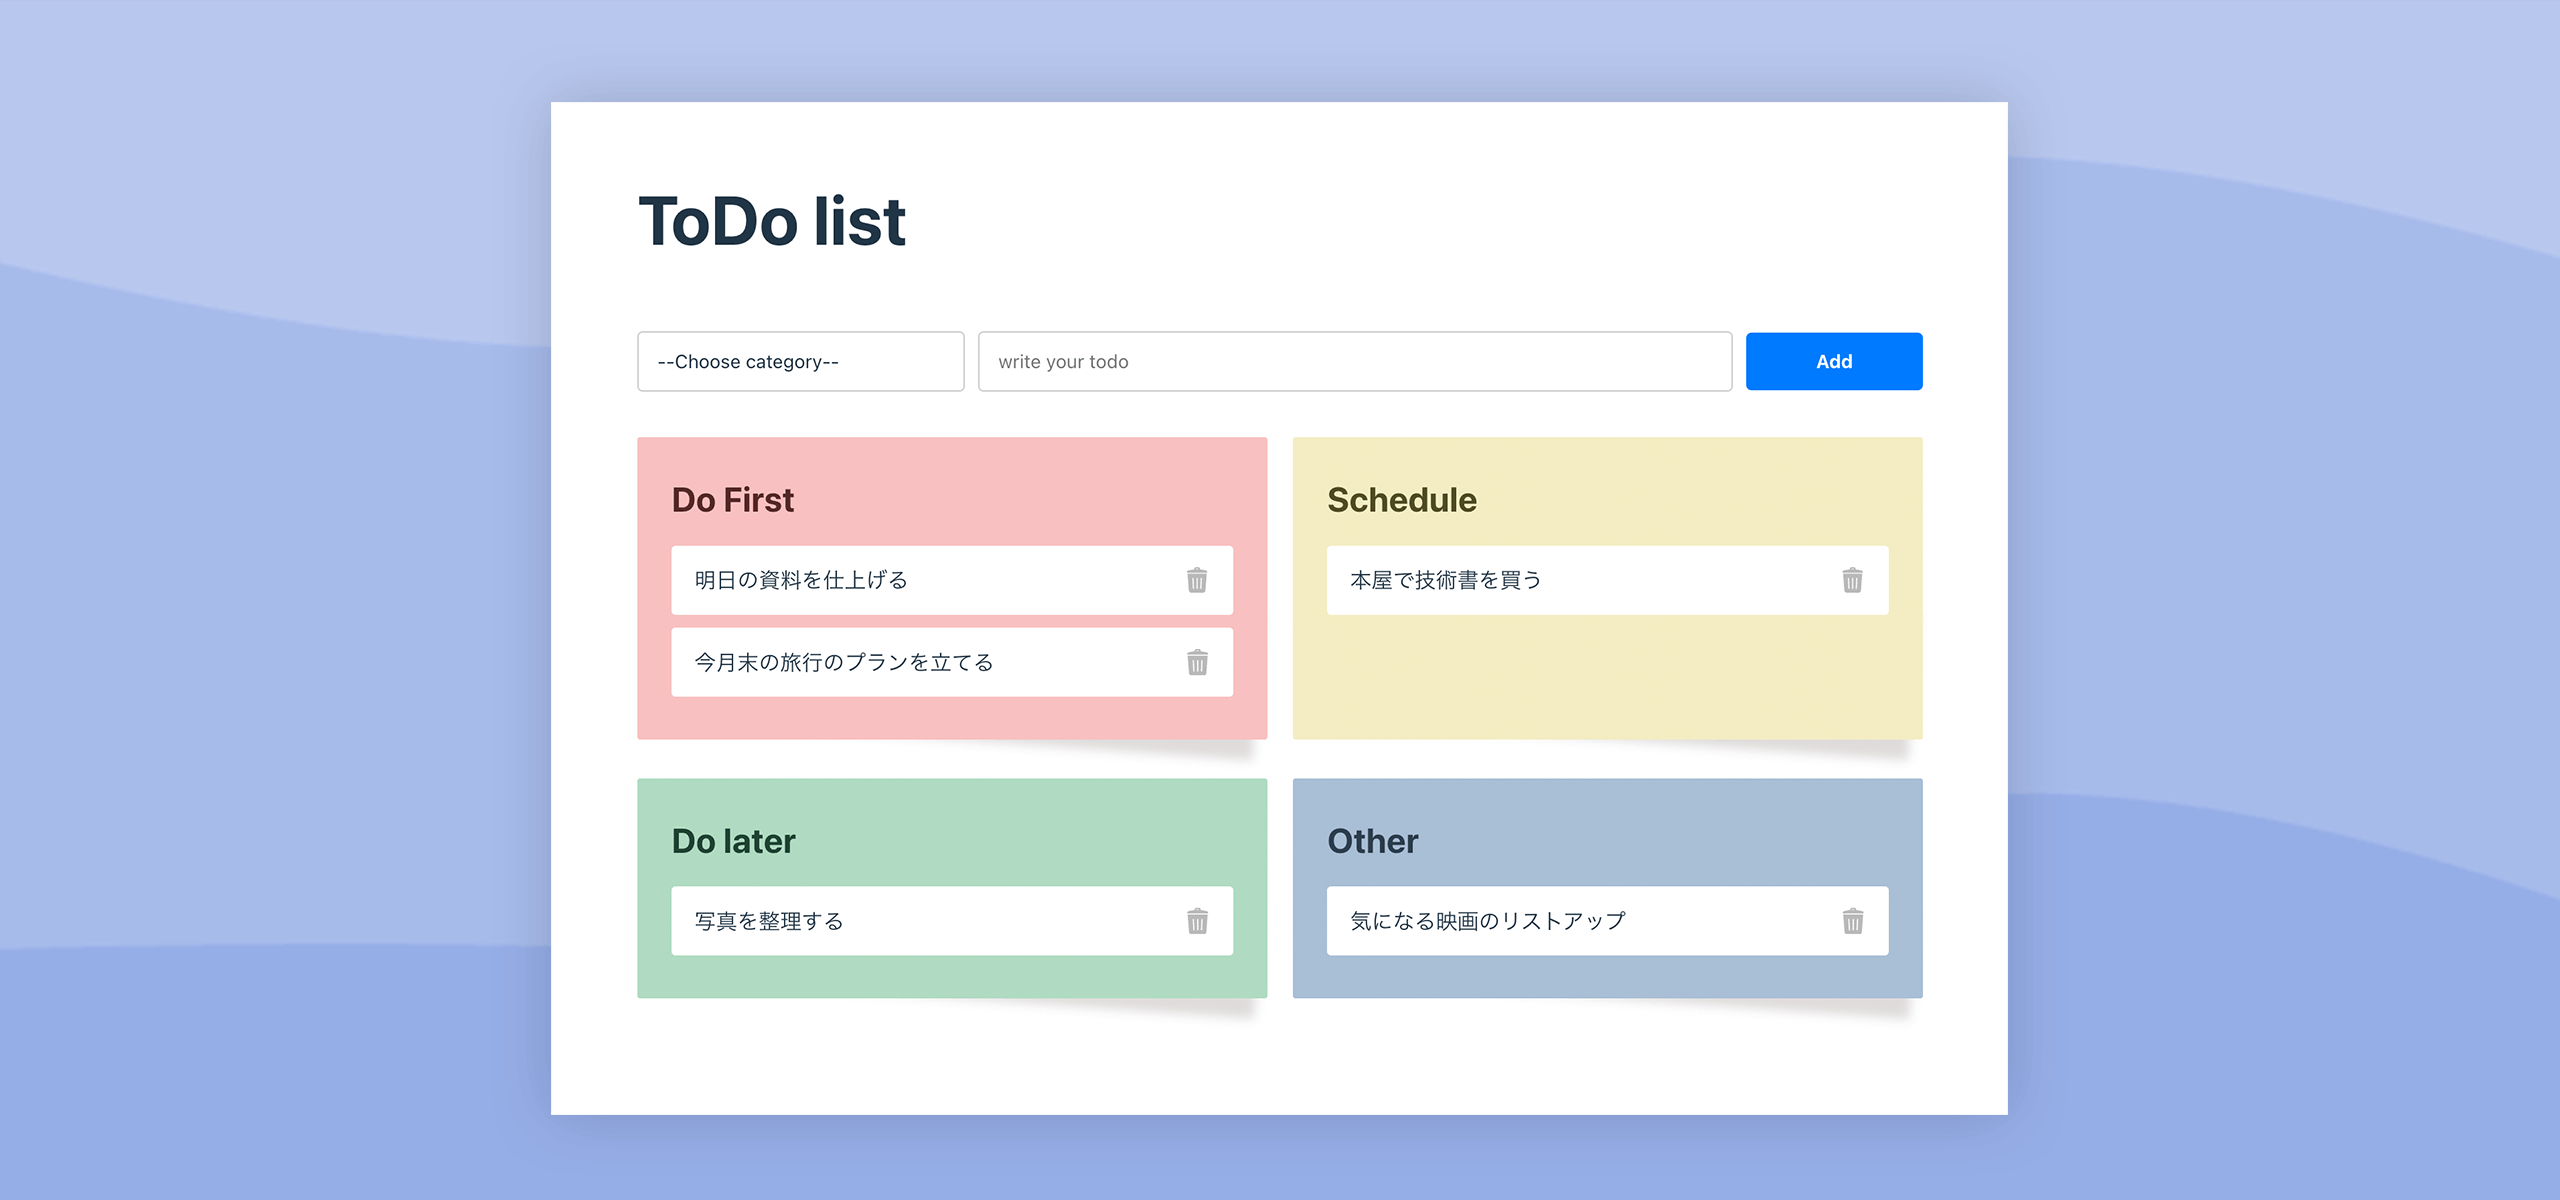 ToDo list
--Choose category--
write your todo
Add
Do First
明日の資料を仕上げる
今月末の旅行のプランを立てる
Schedule
本屋で技術書を買う
Do later
写真を整理する
Other
気になる映画のリストアップ